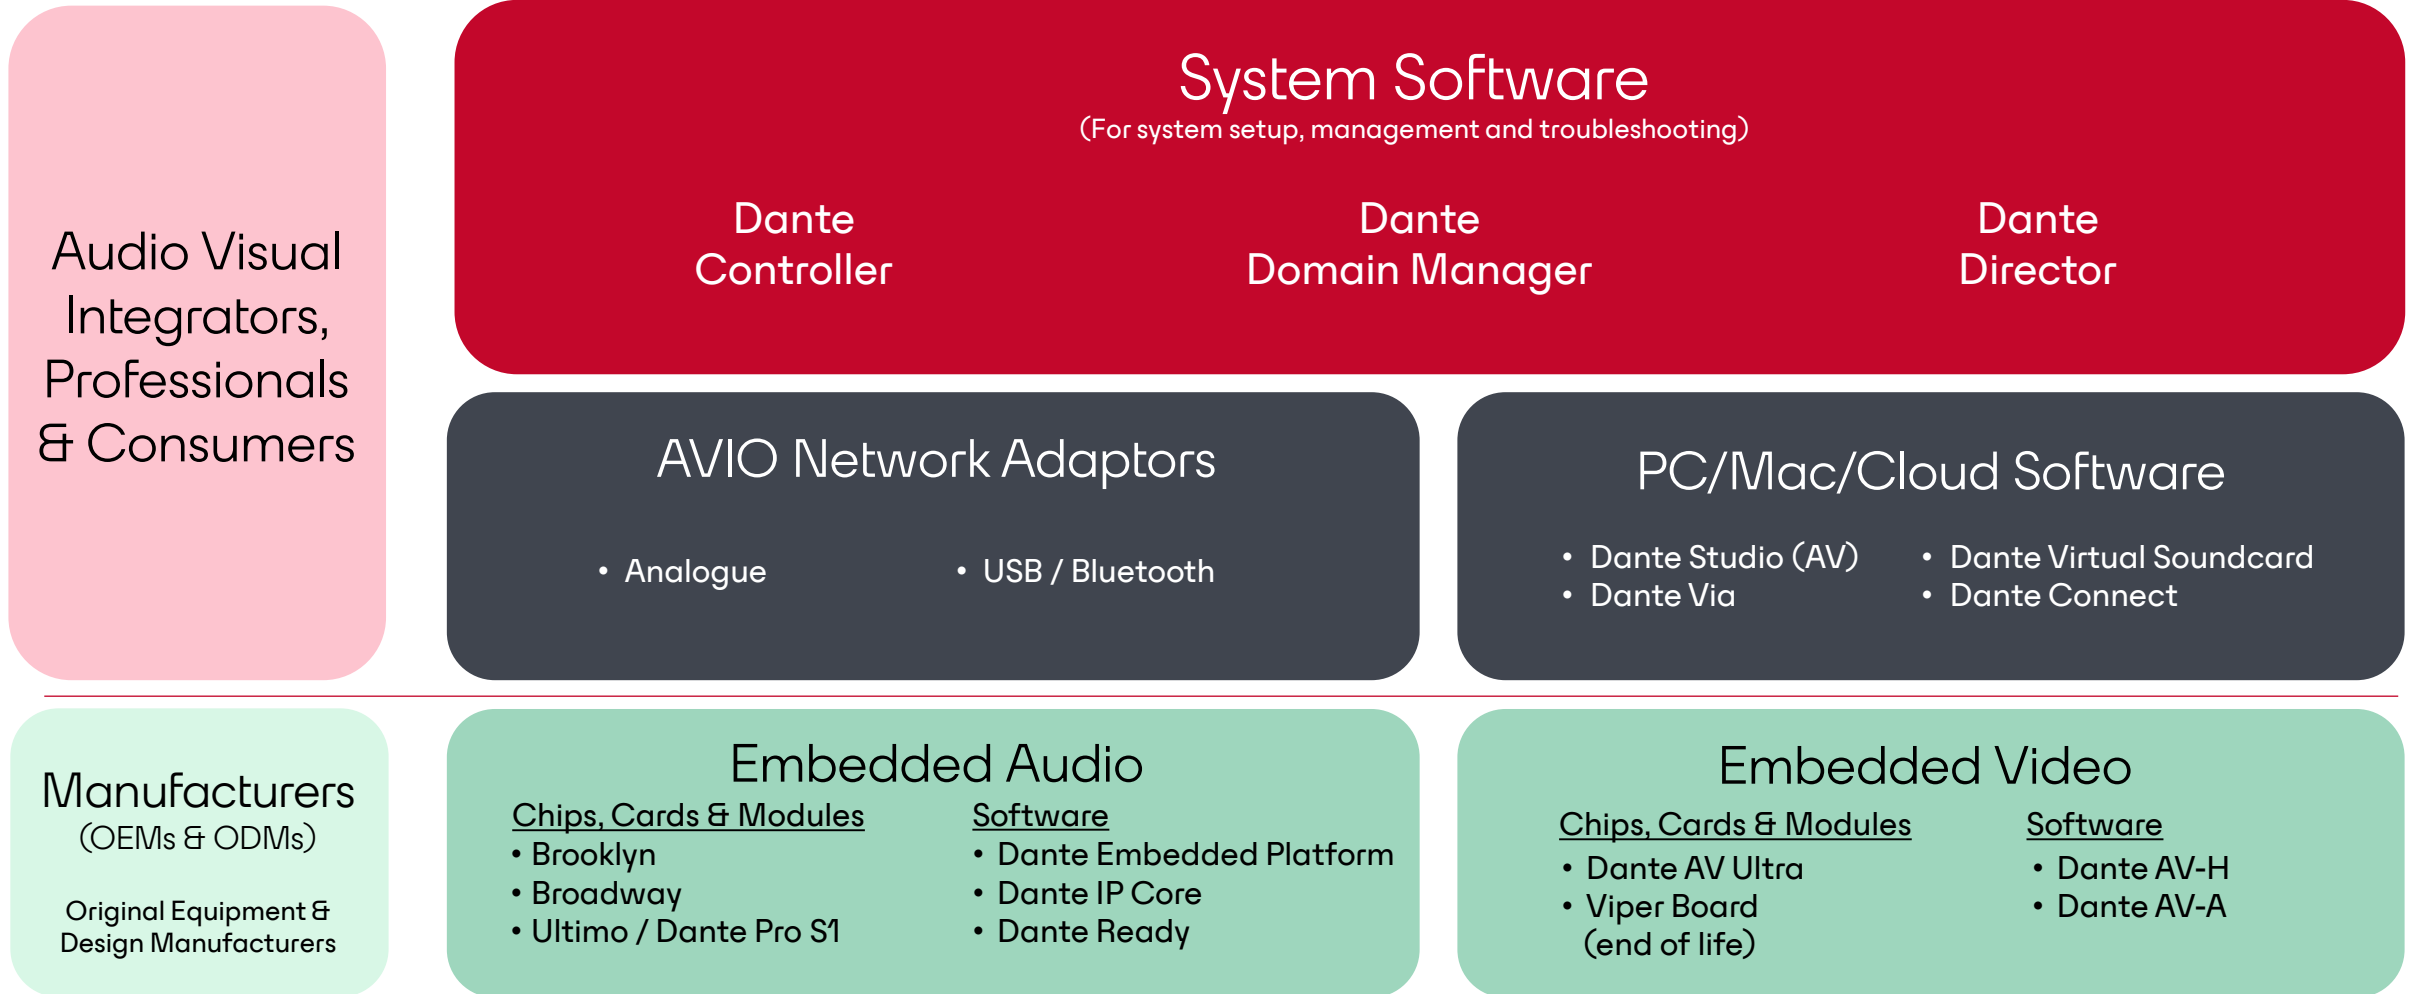 Audio Visual
Integrators,
Professionals
& Consumers
System Software
(For system setup, management and troubleshooting)
Dante
Controller
Dante
Domain Manager
Dante
Director
AVIO Network Adaptors
• Analogue
• USB / Bluetooth
PC/Mac/Cloud Software
• Dante Studio (AV)
• Dante Via
• Dante Virtual Soundcard
• Dante Connect
Manufacturers
(OEMs & ODMs)
Original Equipment &
Design Manufacturers
Embedded Audio
Chips, Cards & Modules
• Brooklyn
• Broadway
• Ultimo / Dante Pro S1
Software
• Dante Embedded Platform
• Dante IP Core
• Dante Ready
Embedded Video
Chips, Cards & Modules
• Dante AV Ultra
• Viper Board
(end of life)
Software
• Dante AV-H
• Dante AV-A